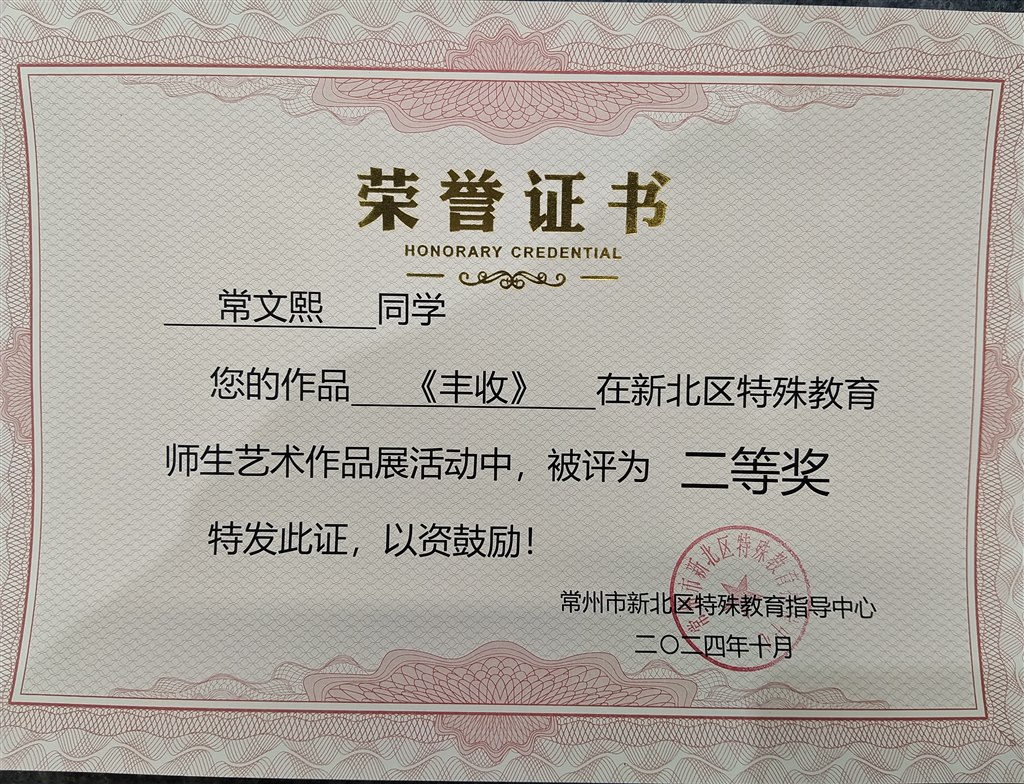 荣誉证书
HONORARY CREDENTIAL
常文熙 同学
您的作品 《丰收》 在新北区特殊教育
师生艺术作品展活动中，被评为 二等奖
特发此证，以资鼓励！
常州市新北区特殊教育指导中心
二〇二四年十月